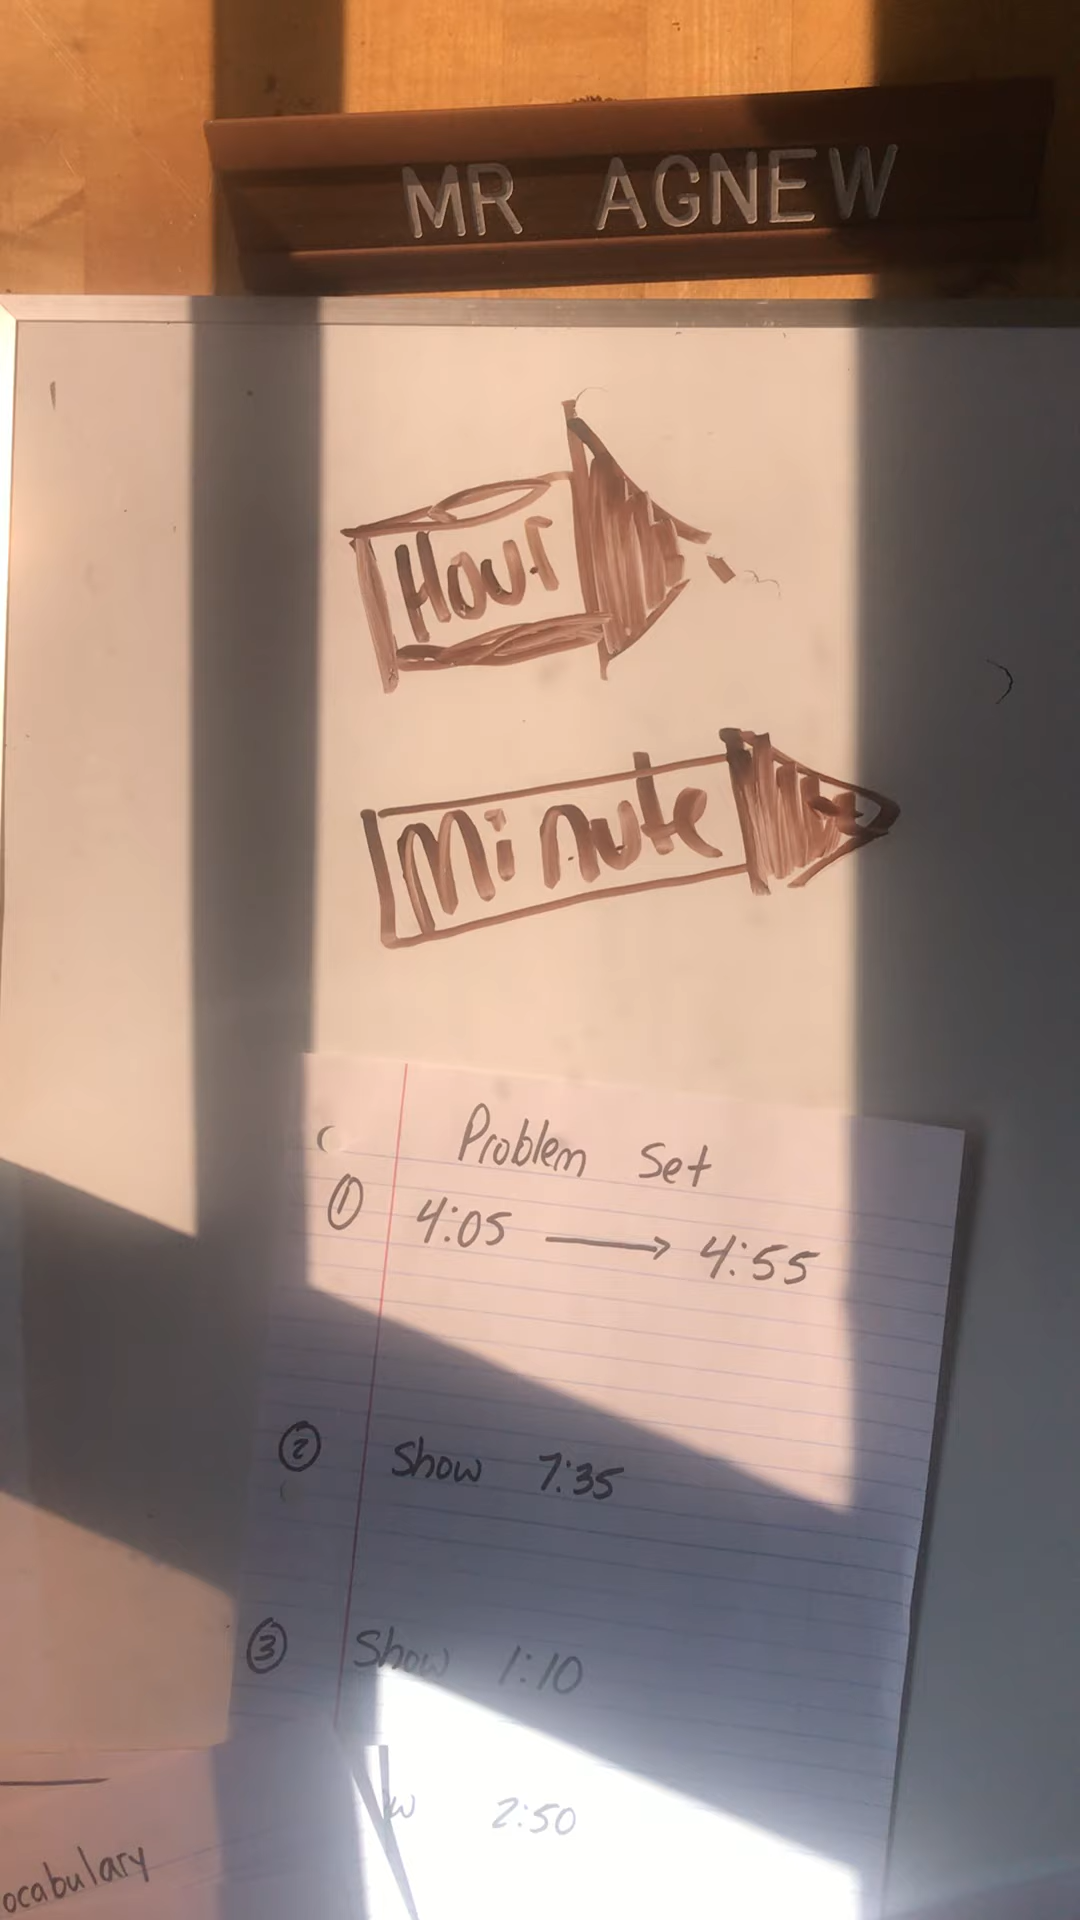 MR AGNEW
Hour
Minute
Problem Set
① 4:05 → 4:55
② Show 7:35
③ Show 1:10
w 2:50
ocabulary